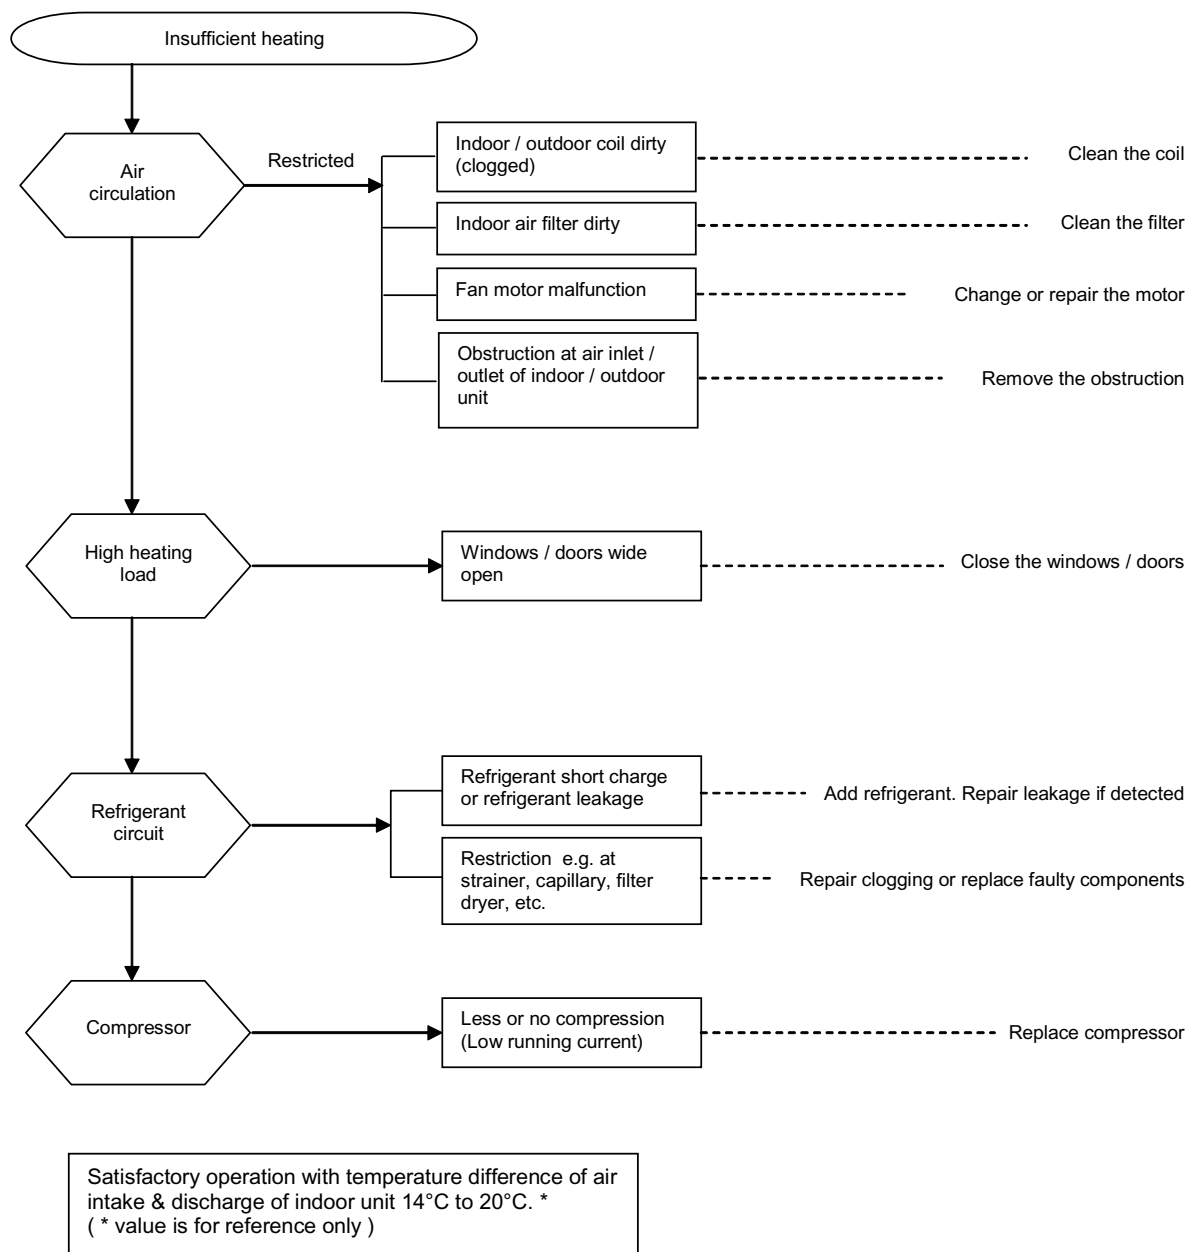 Insufficient heating
Air
circulation
Restricted
Indoor / outdoor coil dirty
(clogged)
Clean the coil
Indoor air filter dirty
Clean the filter
Fan motor malfunction
Change or repair the motor
Obstruction at air inlet /
outlet of indoor / outdoor
unit
Remove the obstruction
High heating
load
Windows / doors wide
open
Close the windows / doors
Refrigerant
circuit
Refrigerant short charge
or refrigerant leakage
Add refrigerant. Repair leakage if detected
Restriction e.g. at
strainer, capillary, filter
dryer, etc.
Repair clogging or replace faulty components
Compressor
Less or no compression
(Low running current)
Replace compressor
Satisfactory operation with temperature difference of air
intake & discharge of indoor unit 14°C to 20°C. *
( * value is for reference only )